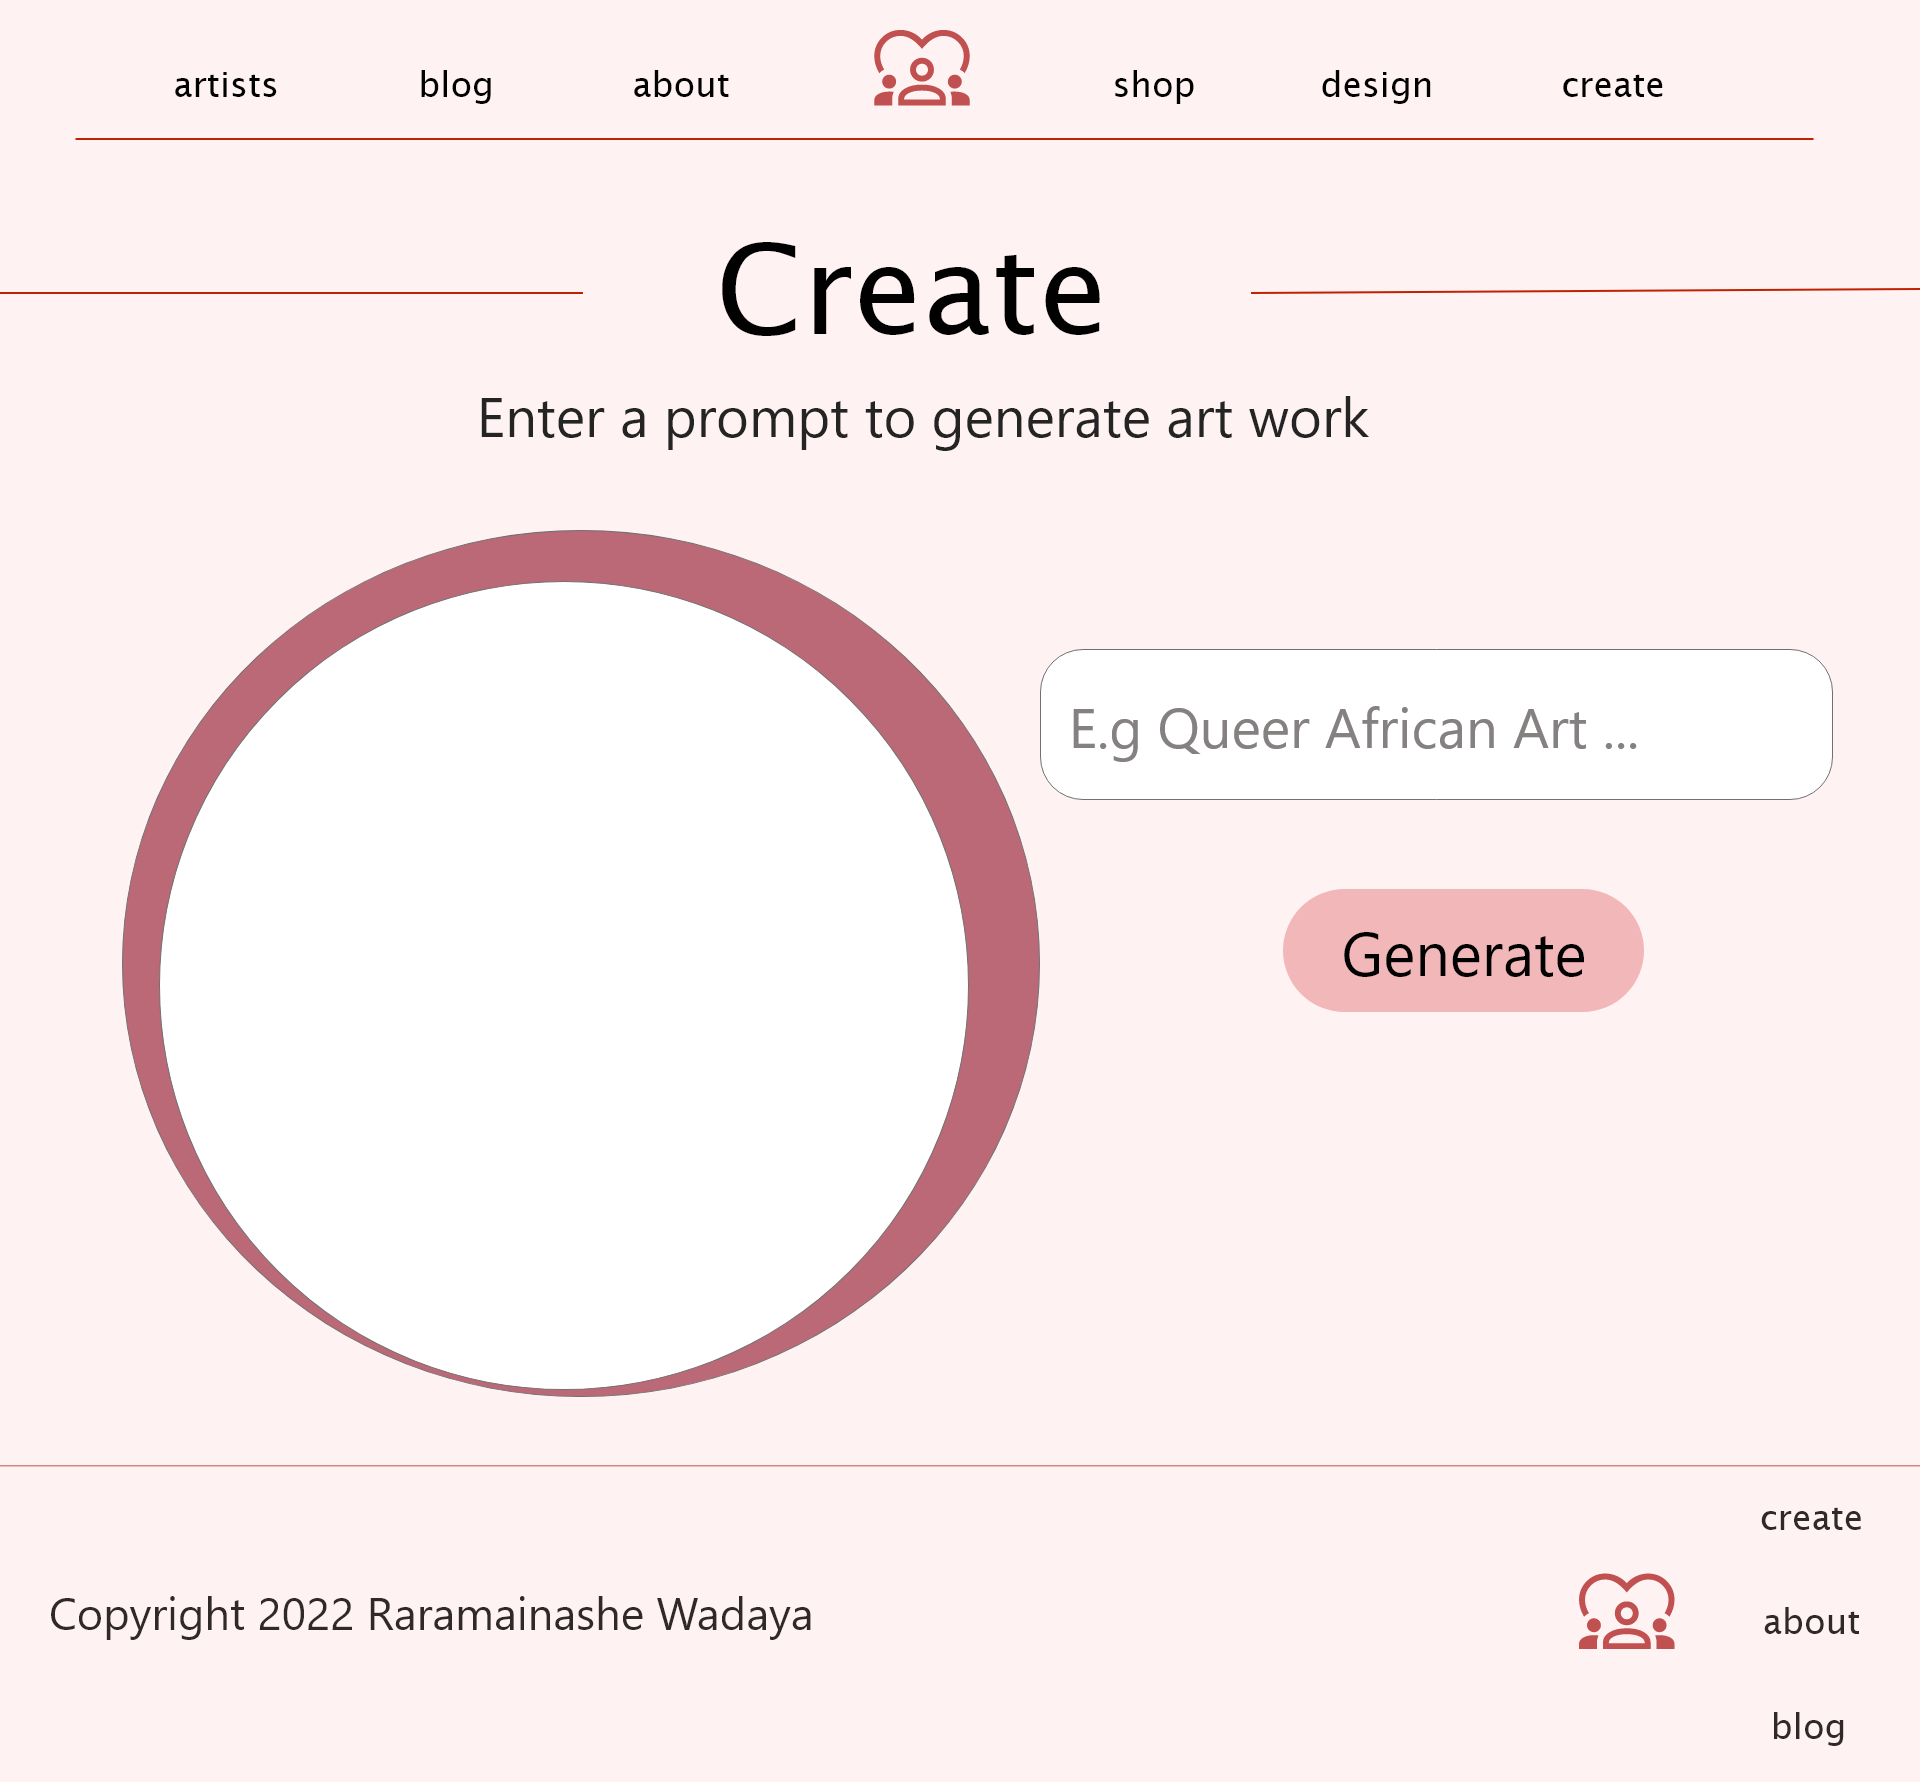 artists blog about shop design create
Create
Enter a prompt to generate art work
E.g Queer African Art ...
Generate
create
Copyright 2022 Raramainashe Wadaya
about
blog